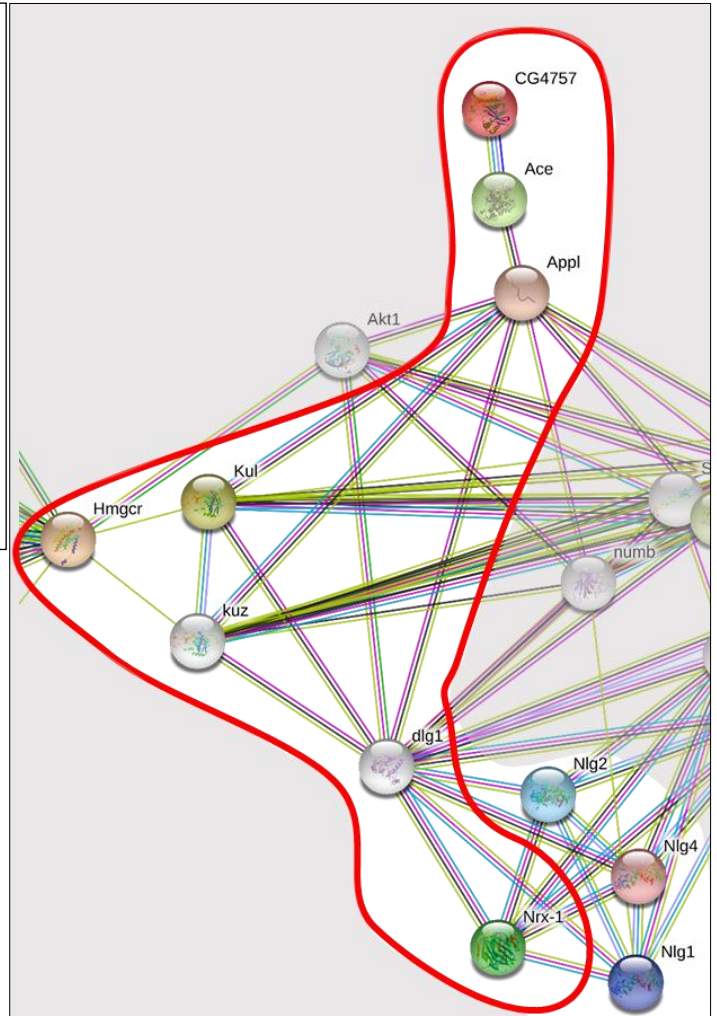 CG4757
Ace
Appl
Akt1
Kul
S
Hmgcr
numb
kuz
dlg1
Nlg2
Nlg4
Nrx-1
Nlg1